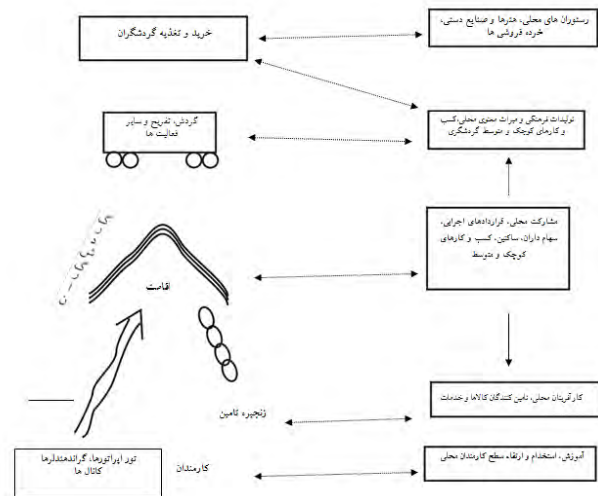 رستوران های محلی، هنرها و صنایع دستی،
خرده فروشی ها
خرید و تغذیه گردشگران
تولیدات فرهنگی و میراث معنوی محلی،کسب
و کارهای کوچک و متوسط گردشگری
گردش، تفریح و سایر
فعالیت ها
مشارکت محلی، قراردادهای اجرایی،
سهام داران، ساکنین، کسب و کارهای
کوچک و متوسط
اقامت
کارآفرینان محلی، تامین کنندگان کالاها و خدمات
زنجیره تامین
آموزش، استخدام و ارتقاء سطح کارمندان محلی
کارمندان
تور اپراتورها، گراندهندلرها
کانال ها